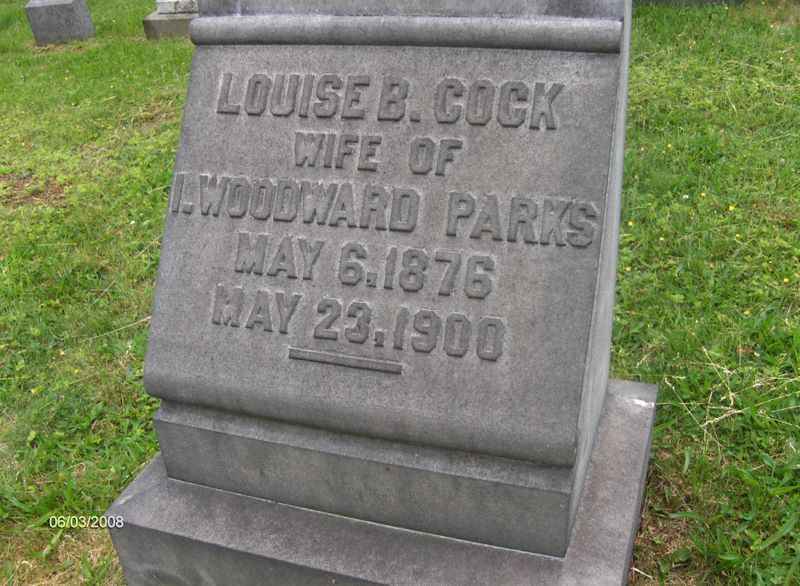 LOUISE B. COCK
WIFE OF
I. WOODWARD PARKS
MAY 6, 1876
MAY 23, 1900
06/03/2008